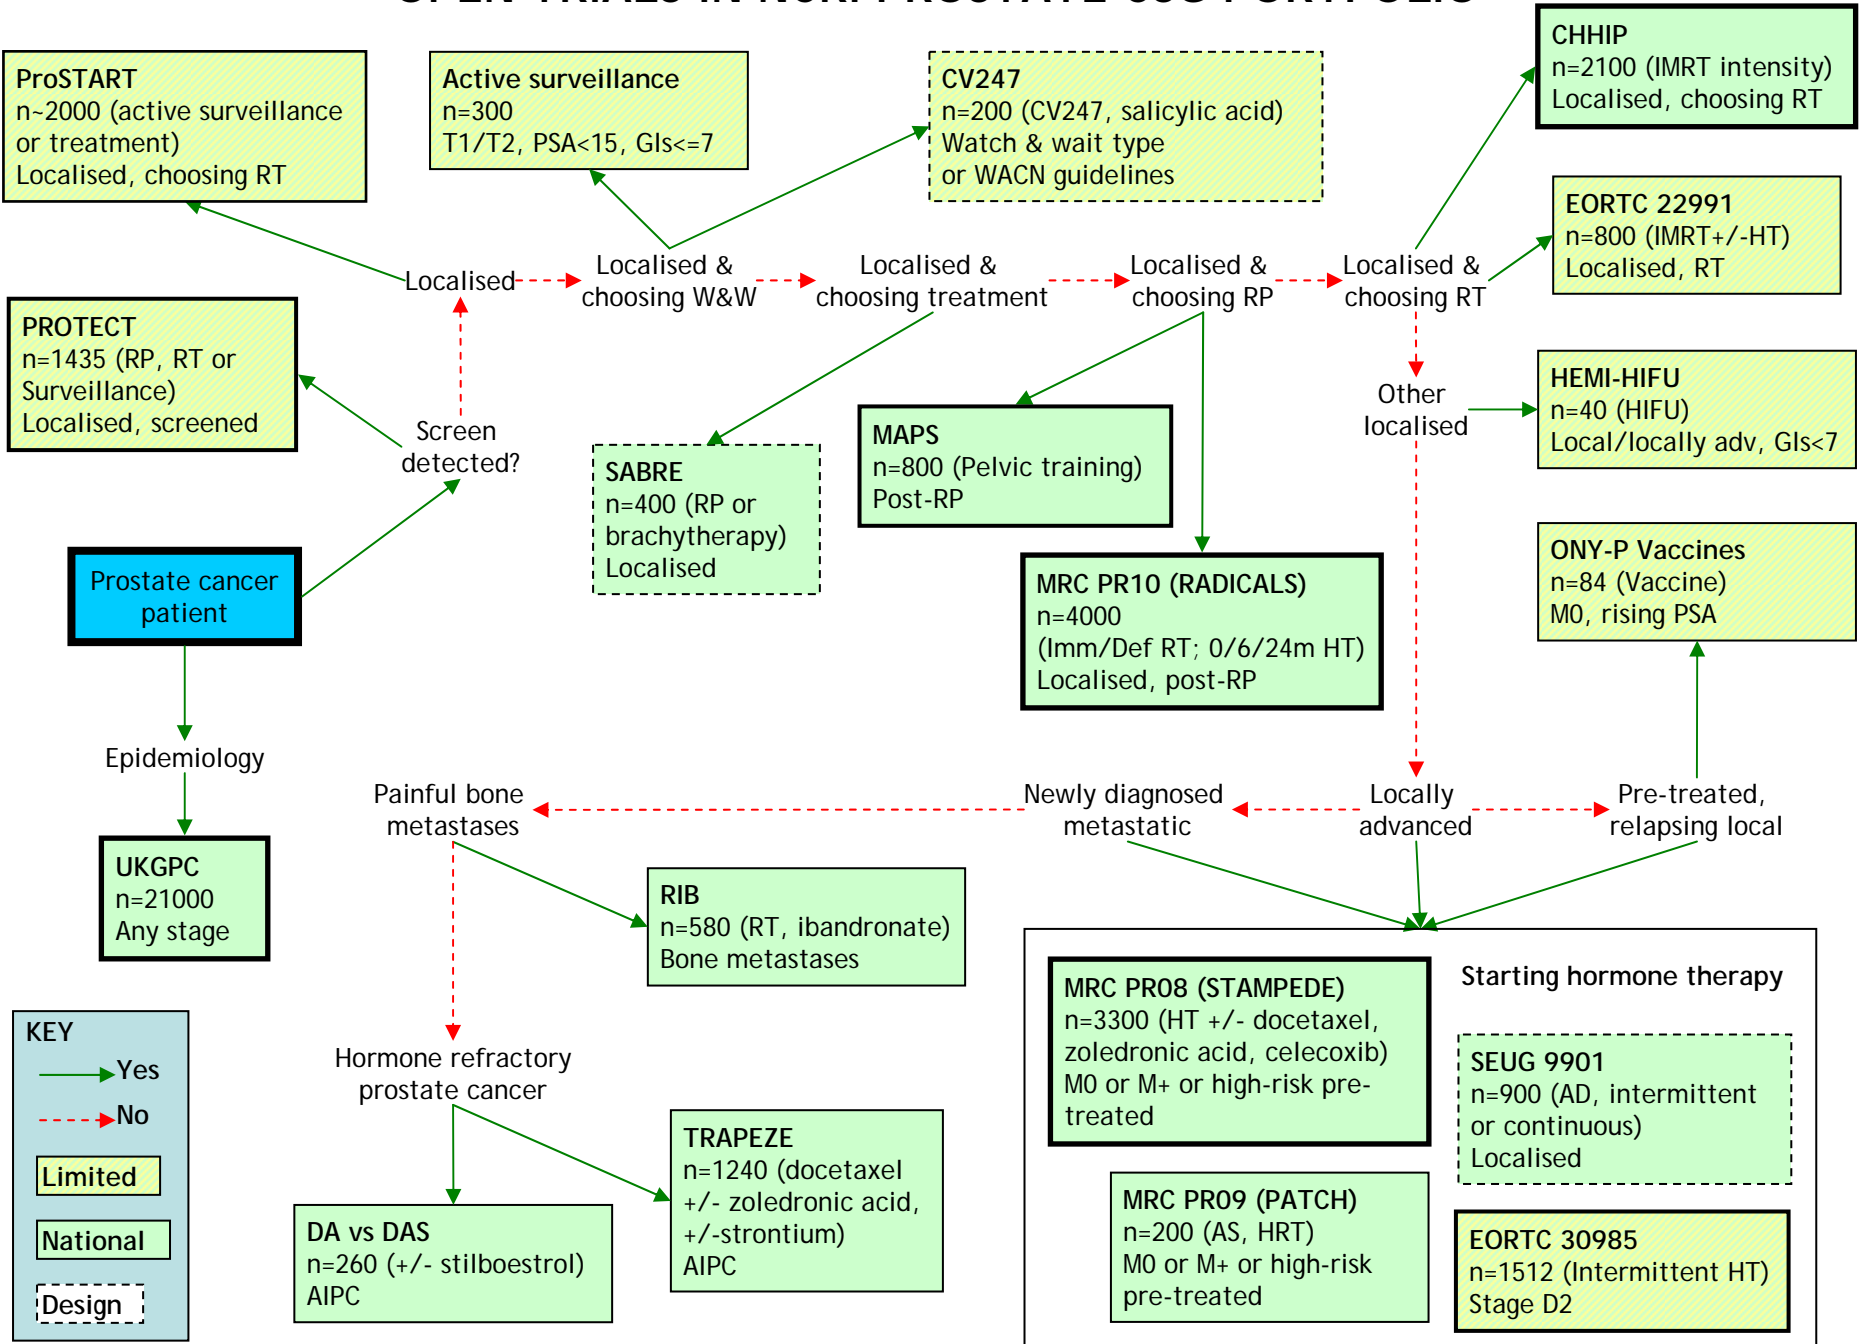 ProSTART
n~2000 (active surveillance
or treatment)
Localised, choosing RT
Active surveillance
n=300
T1/T2, PSA<15, Gls<=7
CV247
n=200 (CV247, salicylic acid)
Watch & wait type
or WACN guidelines
CHHIP
n=2100 (IMRT intensity)
Localised, choosing RT
EORTC 22991
n=800 (IMRT+/-HT)
Localised, RT
Localised
Localised &
choosing W&W
Localised &
choosing treatment
Localised &
choosing RP
Localised &
choosing RT
PROTECT
n=1435 (RP, RT or
Surveillance)
Localised, screened
Screen
detected?
SABRE
n=400 (RP or
brachytherapy)
Localised
MAPS
n=800 (Pelvic training)
Post-RP
Other
localised
HEMI-HIFU
n=40 (HIFU)
Local/locally adv, Gls<7
Prostate cancer
patient
MRC PR10 (RADICALS)
n=4000
(Imm/Def RT; 0/6/24m HT)
Localised, post-RP
ONY-P Vaccines
n=84 (Vaccine)
M0, rising PSA
Epidemiology
UKGPC
n=21000
Any stage
Painful bone
metastases
Newly diagnosed
metastatic
Locally
advanced
Pre-treated,
relapsing local
RIB
n=580 (RT, ibandronate)
Bone metastases
Hormone refractory
prostate cancer
DA vs DAS
n=260 (+/- stilboestrol)
AIPC
TRAPEZE
n=1240 (docetaxel
+/- zoledronic acid,
+/-strontium)
AIPC
Starting hormone therapy
MRC PR08 (STAMPEDE)
n=3300 (HT +/- docetaxel,
zoledronic acid, celecoxib)
M0 or M+ or high-risk pre-
treated
SEUG 9901
n=900 (AD, intermittent
or continuous)
Localised
MRC PR09 (PATCH)
n=200 (AS, HRT)
M0 or M+ or high-risk
pre-treated
EORTC 30985
n=1512 (Intermittent HT)
Stage D2
KEY
Yes
No
Limited
National
Design